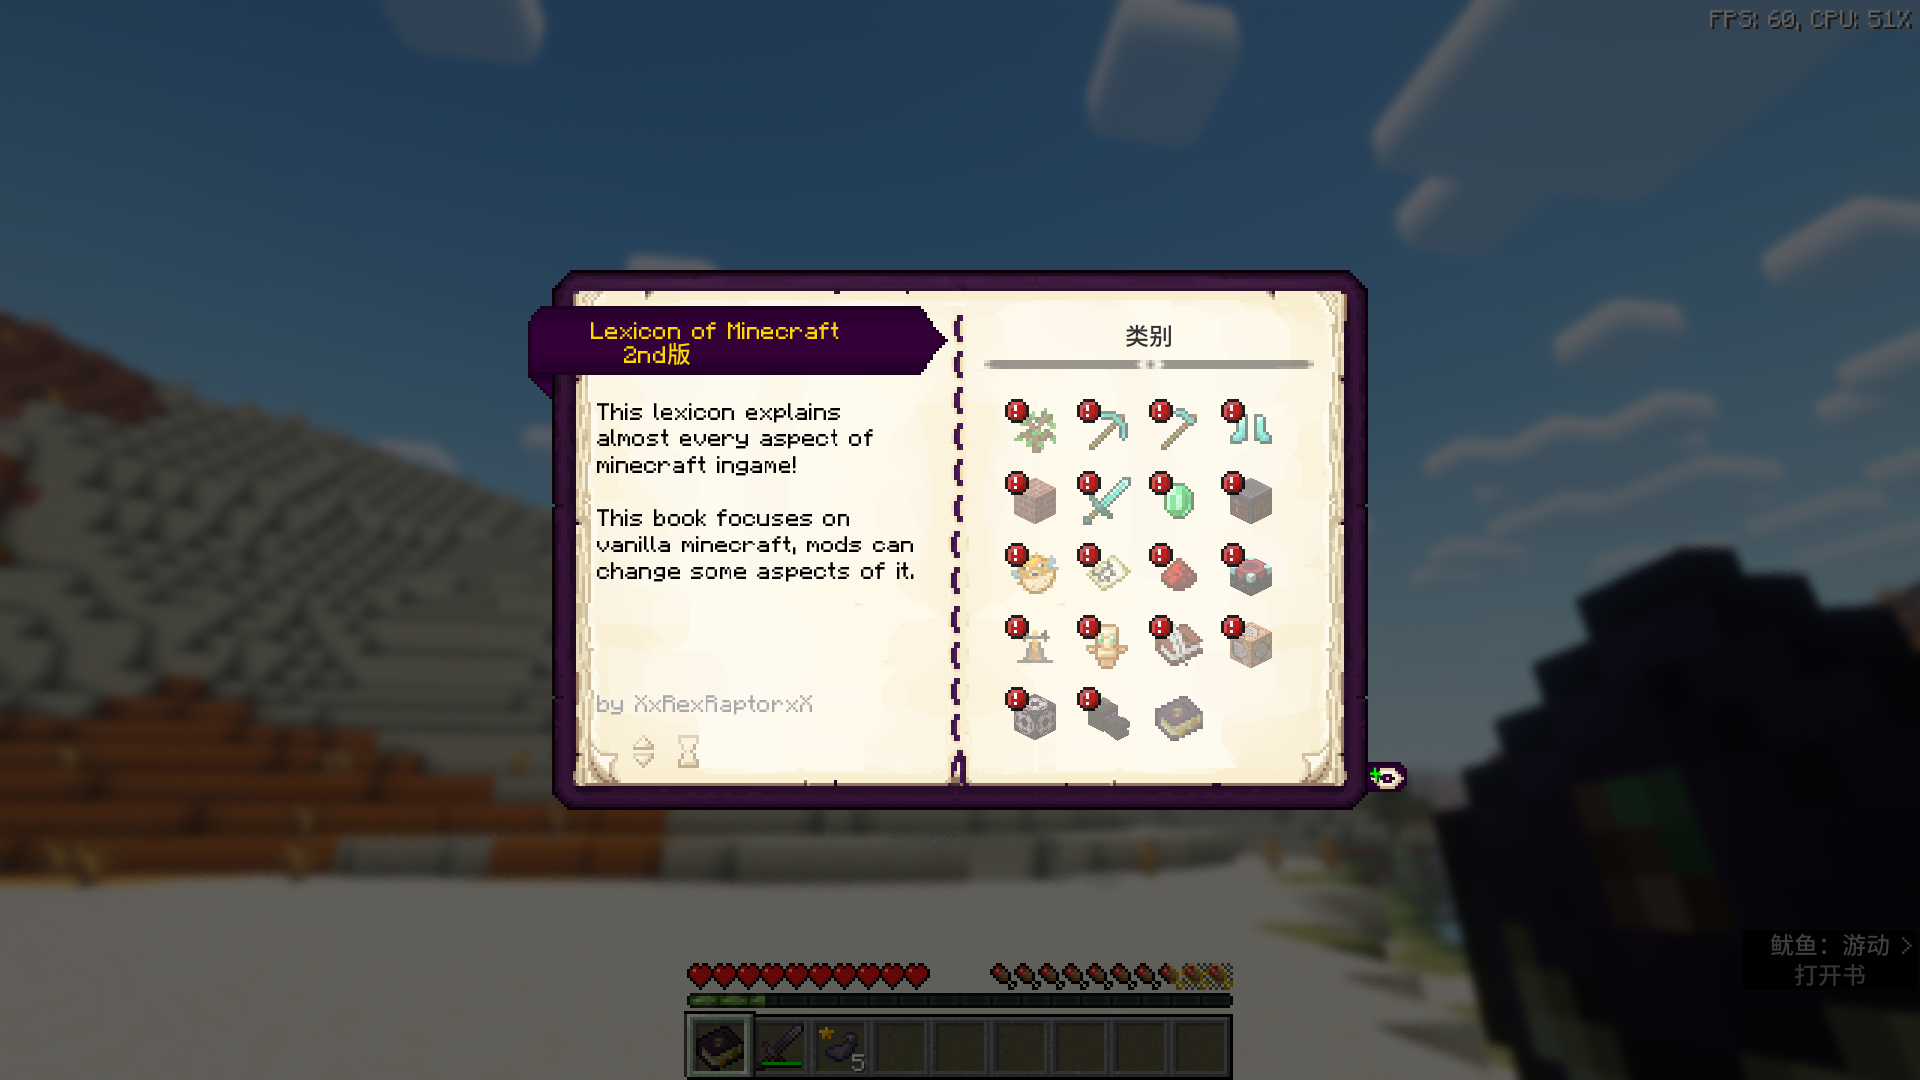 FPS: 60, CPU: 51%
Lexicon of Minecraft
2nd版
This lexicon explains
almost every aspect of
minecraft ingame!
This book focuses on
vanilla minecraft, mods can
change some aspects of it.
by XxRexRaptorxX
类别
鱿鱼：游动 >
打开书
5